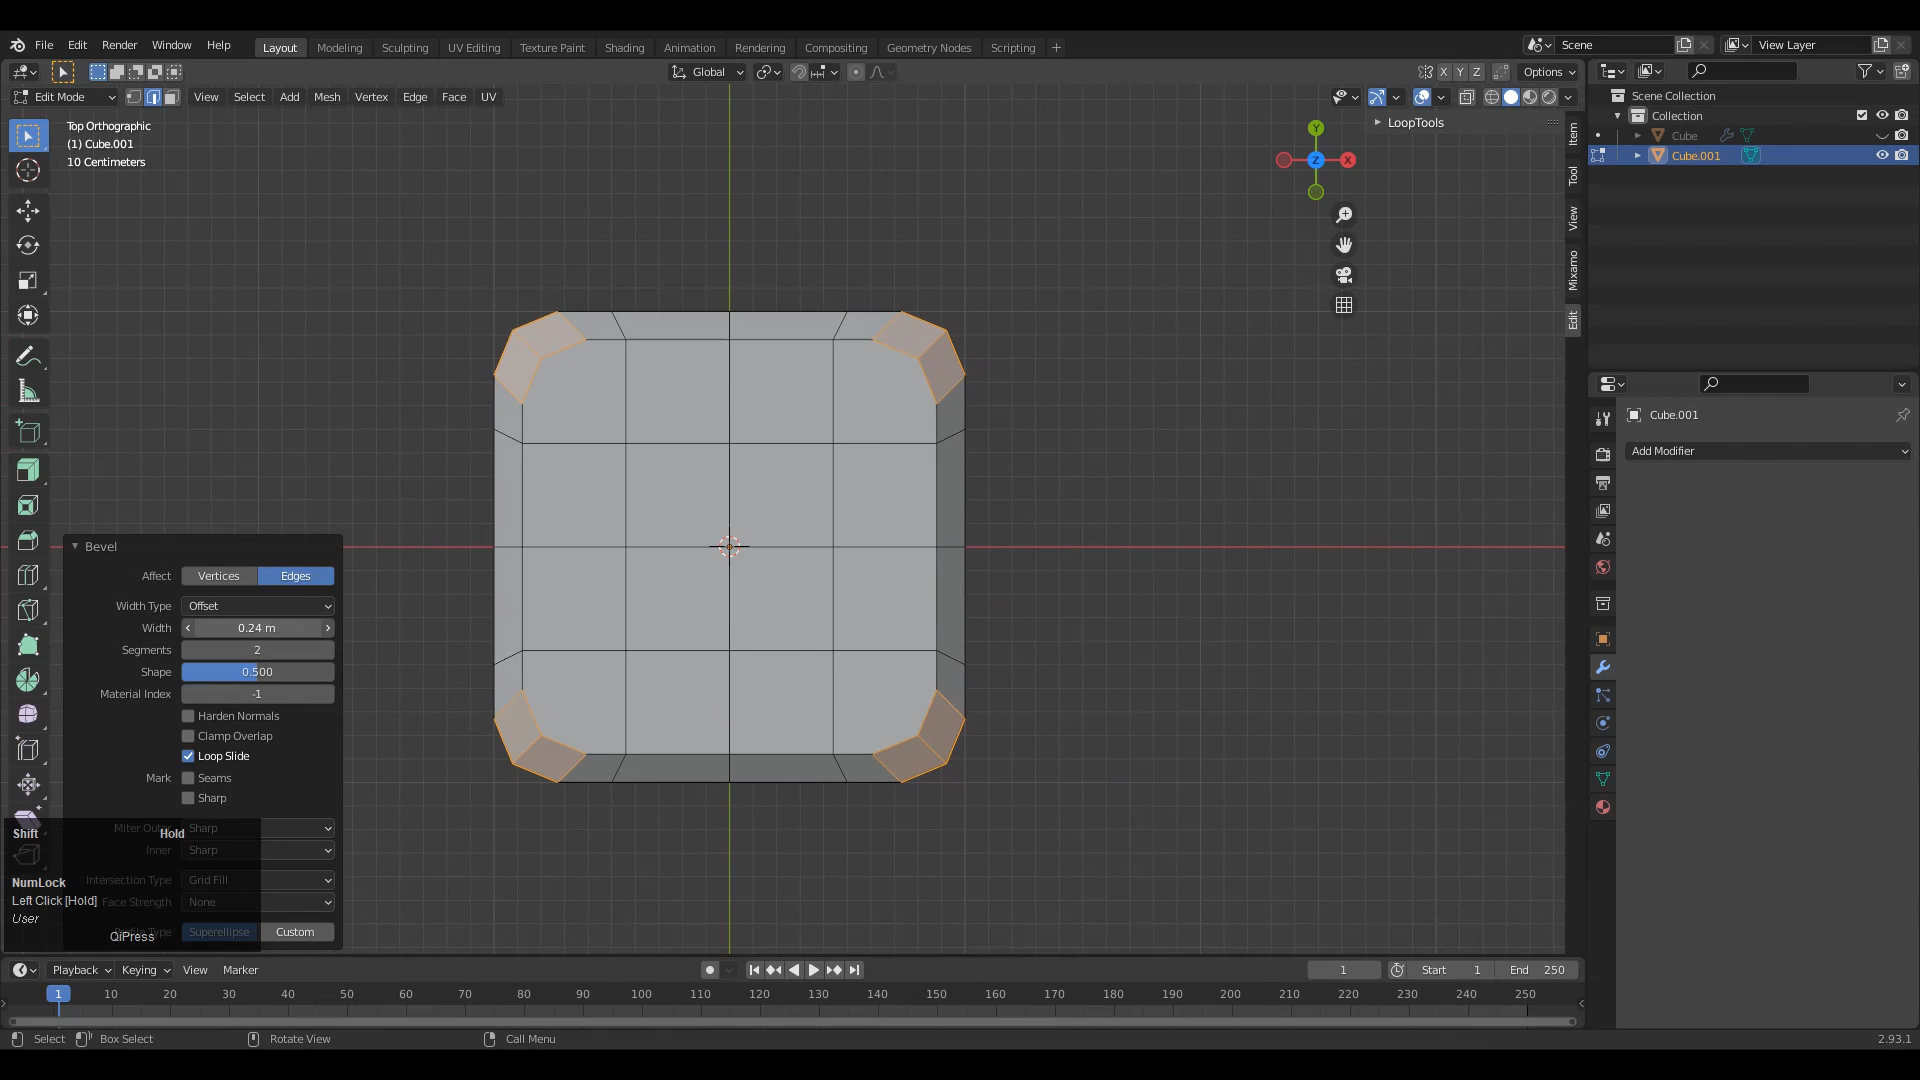 File Edit Render Window Help Layout Modeling Sculpting UV Editing Texture Paint Shading Animation Rendering Compositing Geometry Nodes Scripting + Scene View Layer
Global X Y Z Options
Edit Mode View Select Add Mesh Vertex Edge Face UV
Top Orthographic
(1) Cube.001
10 Centimeters
LoopTools
Y
Z
X
Item
Tool
View
Mixamo
Edit
Scene Collection
Collection
Cube
Cube.001
Cube.001
Add Modifier
Bevel
Affect Vertices Edges
Width Type Offset
Width 0.24 m
Segments 2
Shape 0.500
Material Index -1
Harden Normals
Clamp Overlap
Loop Slide
Mark Seams
Sharp
Miter Outer Sharp
Inner Sharp
Intersection Type Grid Fill
Face Strength None
Type Superellipse Custom
Shift Hold
NumLock
Left Click [Hold]
User
QiPress
Playback Keying View Marker 1 Start 1 End 250
1 10 20 30 40 50 60 70 80 90 100 110 120 130 140 150 160 170 180 190 200 210 220 230 240 250
Select Box Select Rotate View Call Menu 2.93.1